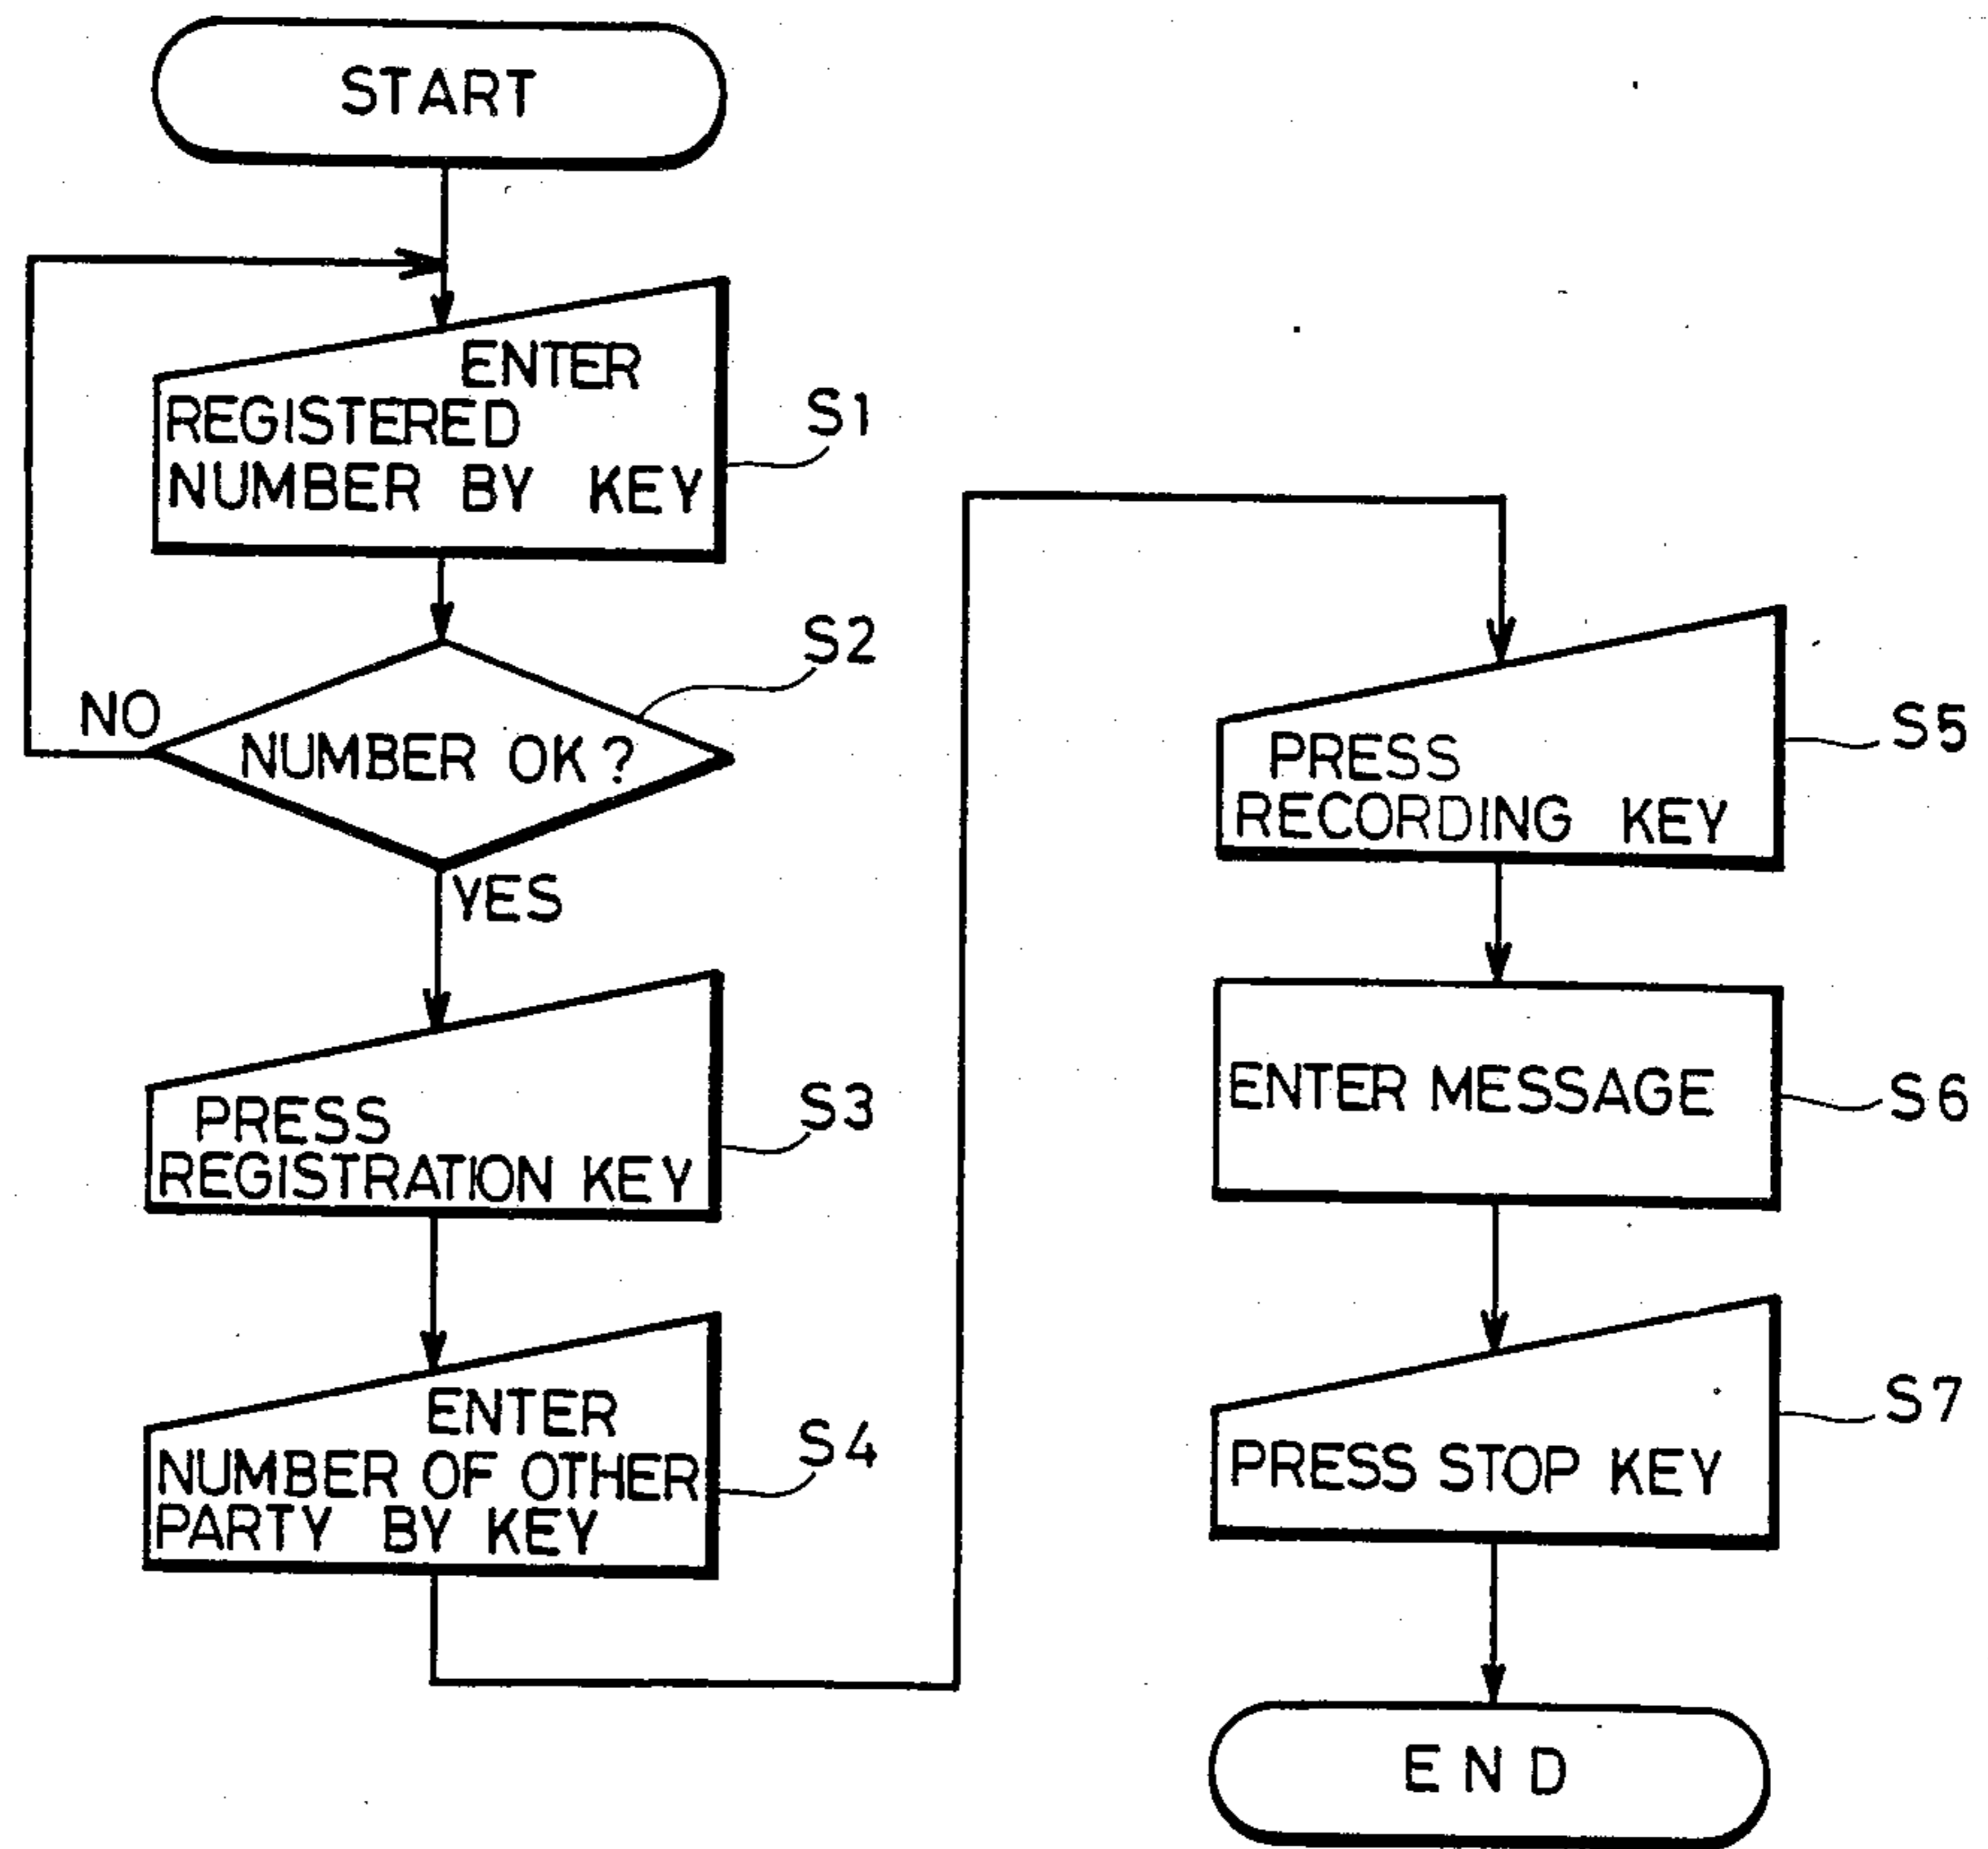 START
ENTER
REGISTERED
NUMBER BY KEY
S1
NUMBER OK?
S2
NO
YES
PRESS
REGISTRATION KEY
S3
ENTER
NUMBER OF OTHER
PARTY BY KEY
S4
PRESS
RECORDING KEY
S5
ENTER MESSAGE
S6
PRESS STOP KEY
S7
END